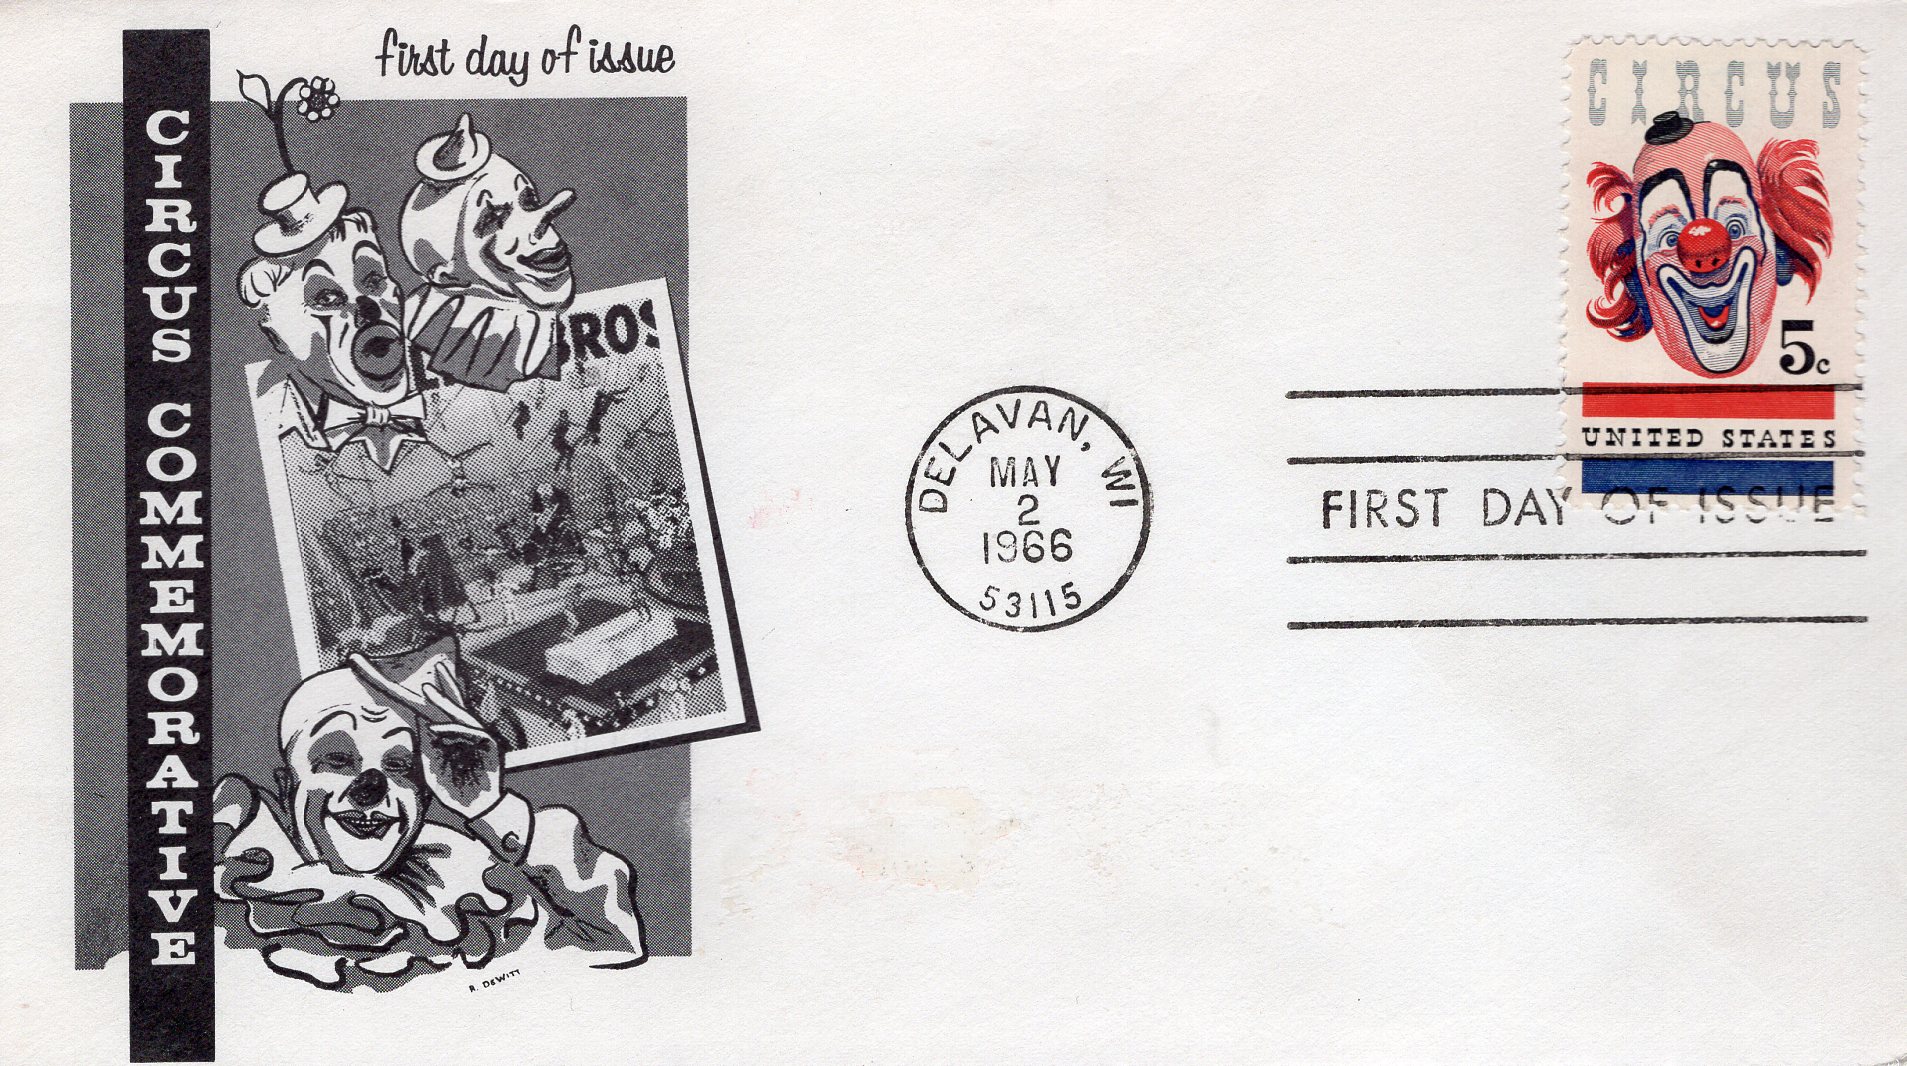 first day of issue
CIRCUS COMMEMORATIVE
BROS
R. DEWITT
DELAVAN, WI
MAY
2
1966
53115
CIRCUS
5c
UNITED STATES
FIRST DAY OF ISSUE